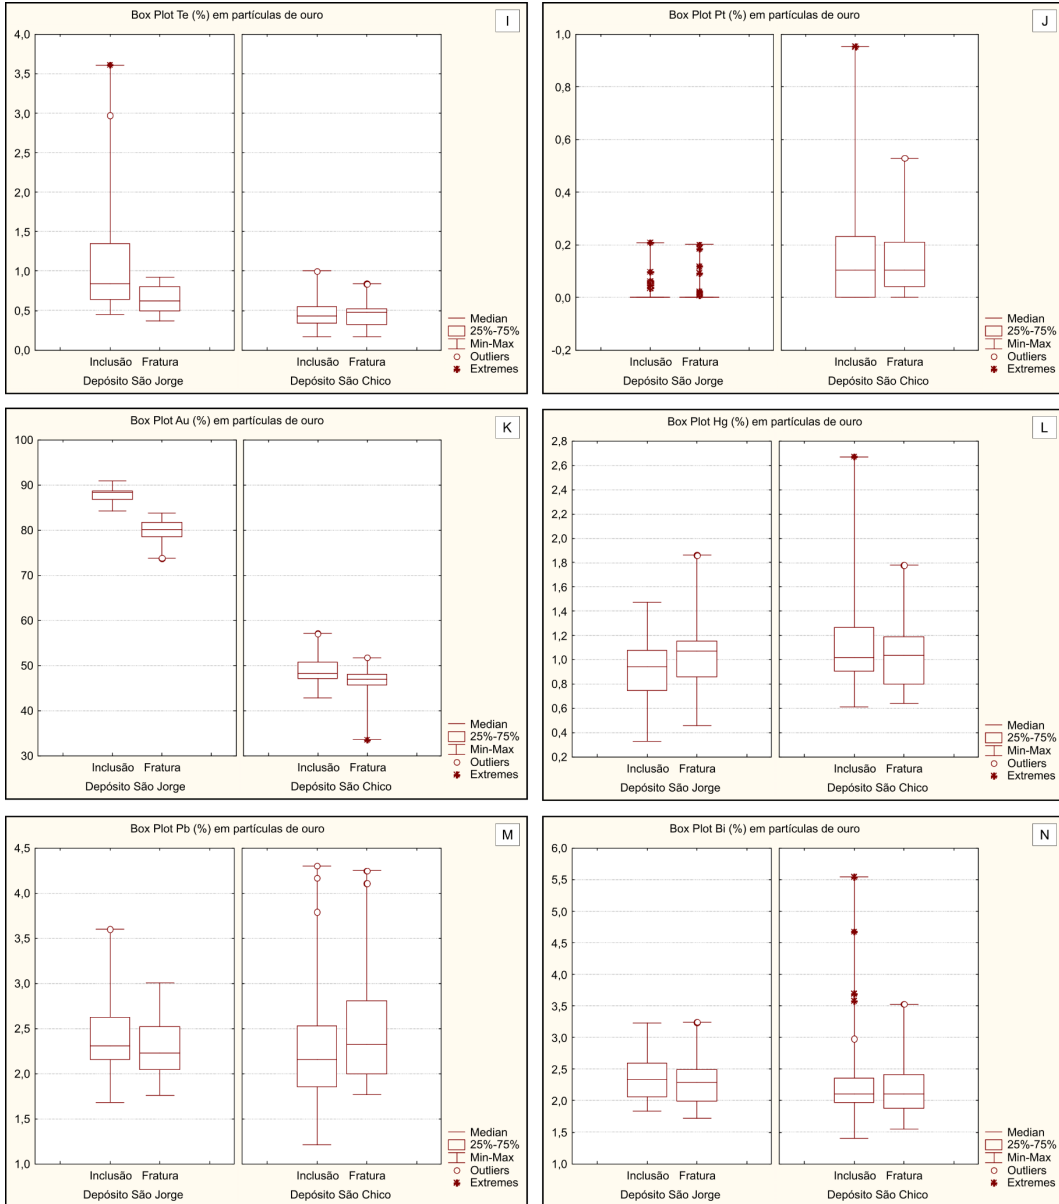 Box Plot Te (%) em partículas de ouro
I
4,0
3,5
3,0
2,5
2,0
1,5
1,0
0,5
0,0
Inclusão Fratura Inclusão Fratura
Depósito São Jorge Depósito São Chico
Median
25%-75%
Min-Max
Outliers
Extremes
Box Plot Pt (%) em partículas de ouro
J
1,0
0,8
0,6
0,4
0,2
0,0
-0,2
Inclusão Fratura Inclusão Fratura
Depósito São Jorge Depósito São Chico
Median
25%-75%
Min-Max
Outliers
Extremes
Box Plot Au (%) em partículas de ouro
K
100
90
80
70
60
50
40
30
Inclusão Fratura Inclusão Fratura
Depósito São Jorge Depósito São Chico
Median
25%-75%
Min-Max
Outliers
Extremes
Box Plot Hg (%) em partículas de ouro
L
2,8
2,6
2,4
2,2
2,0
1,8
1,6
1,4
1,2
1,0
0,8
0,6
0,4
0,2
Inclusão Fratura Inclusão Fratura
Depósito São Jorge Depósito São Chico
Median
25%-75%
Min-Max
Outliers
Extremes
Box Plot Pb (%) em partículas de ouro
M
4,5
4,0
3,5
3,0
2,5
2,0
1,5
1,0
Inclusão Fratura Inclusão Fratura
Depósito São Jorge Depósito São Chico
Median
25%-75%
Min-Max
Outliers
Extremes
Box Plot Bi (%) em partículas de ouro
N
6,0
5,5
5,0
4,5
4,0
3,5
3,0
2,5
2,0
1,5
1,0
Inclusão Fratura Inclusão Fratura
Depósito São Jorge Depósito São Chico
Median
25%-75%
Min-Max
Outliers
Extremes